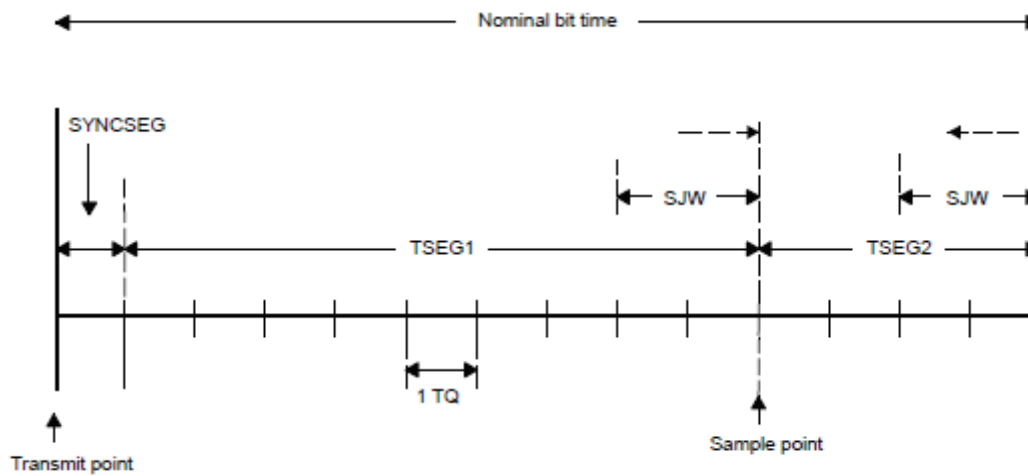 Nominal bit time
SYNCSEG
SJW
SJW
TSEG1
TSEG2
1 TQ
Sample point
Transmit point